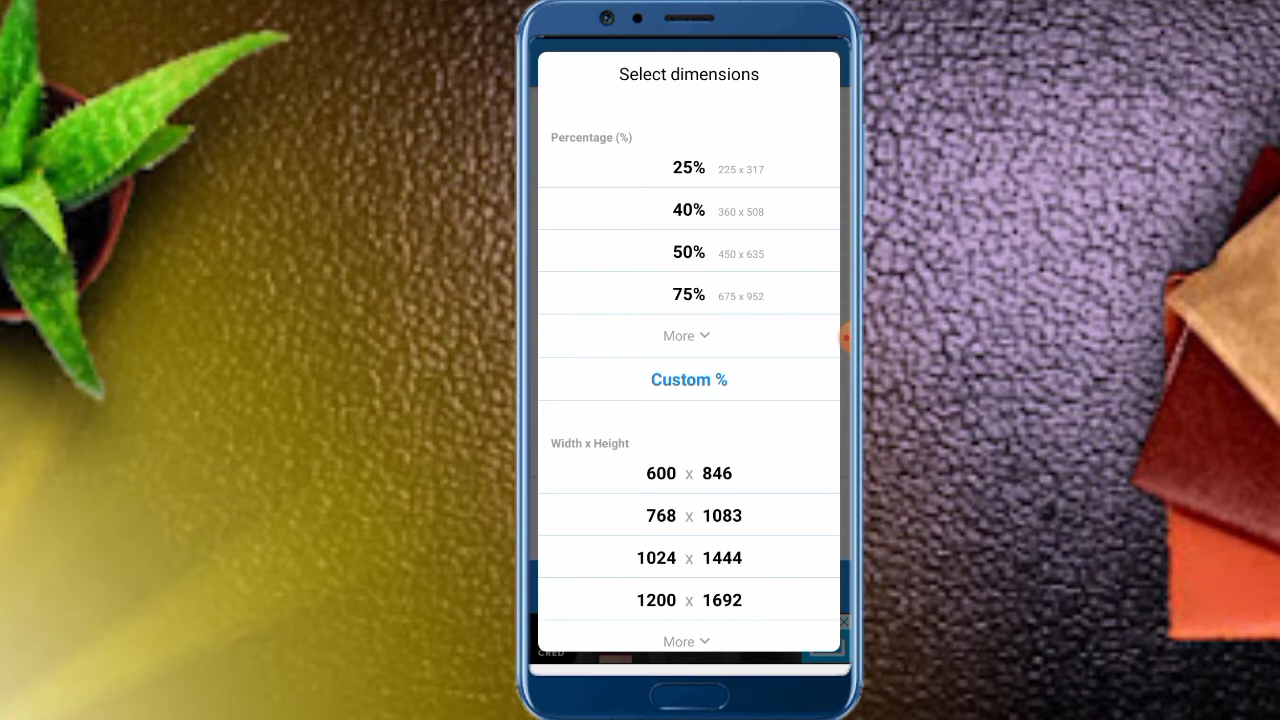 Select dimensions
Percentage (%)
25% 225 x 317
40% 360 x 508
50% 450 x 635
75% 675 x 952
More
Custom %
Width x Height
600 x 846
768 x 1083
1024 x 1444
1200 x 1692
More
CRED